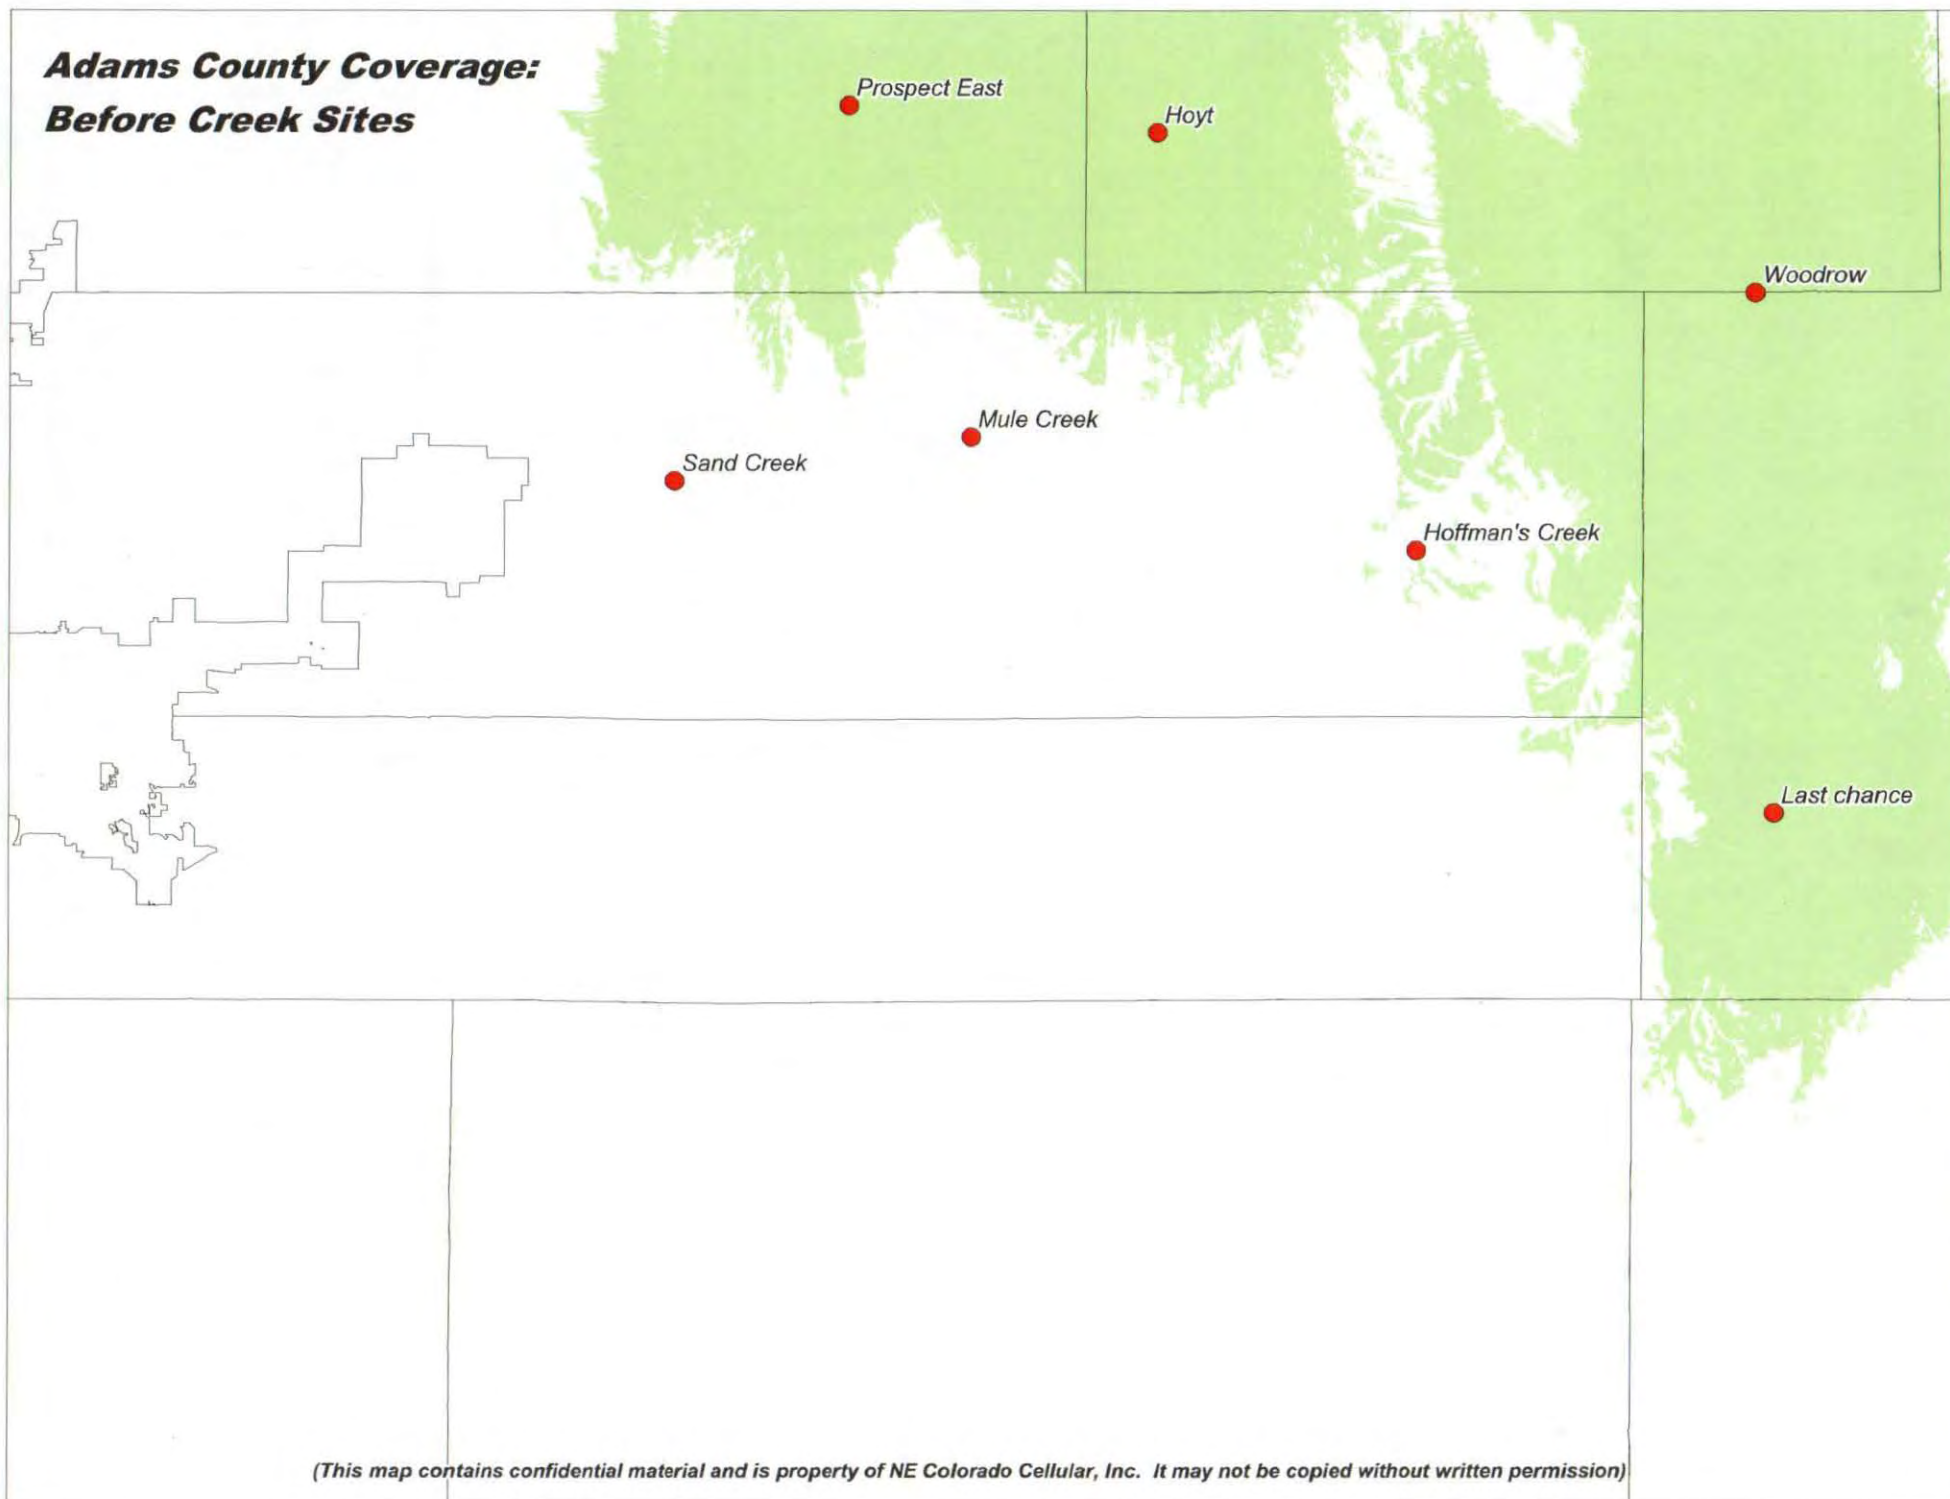 Adams County Coverage:
Before Creek Sites
Prospect East
Hoyt
Woodrow
Mule Creek
Sand Creek
Hoffman's Creek
Last chance
(This map contains confidential material and is property of NE Colorado Cellular, Inc. It may not be copied without written permission)